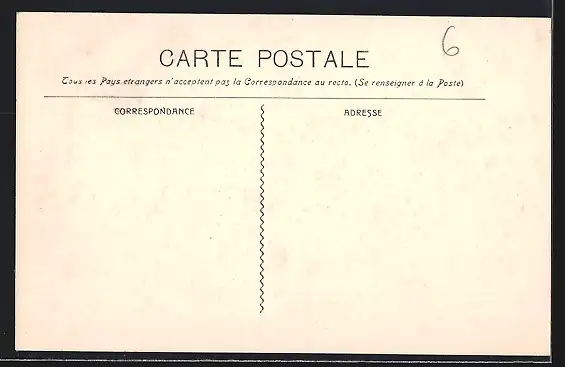 6
CARTE POSTALE
Tous les Pays etrangers n'acceptent pas la Correspondance au recto. (Se renseigner à la Poste)
CORRESPONDANCE ADRESSE